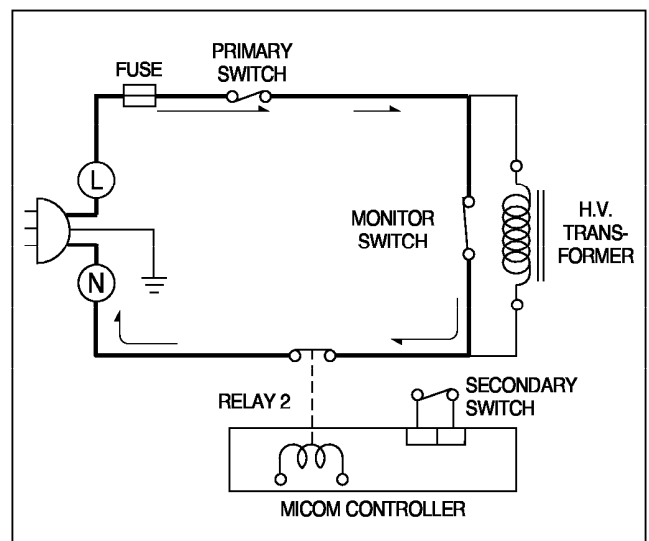 PRIMARY
SWITCH
FUSE
L
MONITOR
SWITCH
H.V.
TRANS-
FORMER
N
RELAY 2
SECONDARY
SWITCH
MICOM CONTROLLER